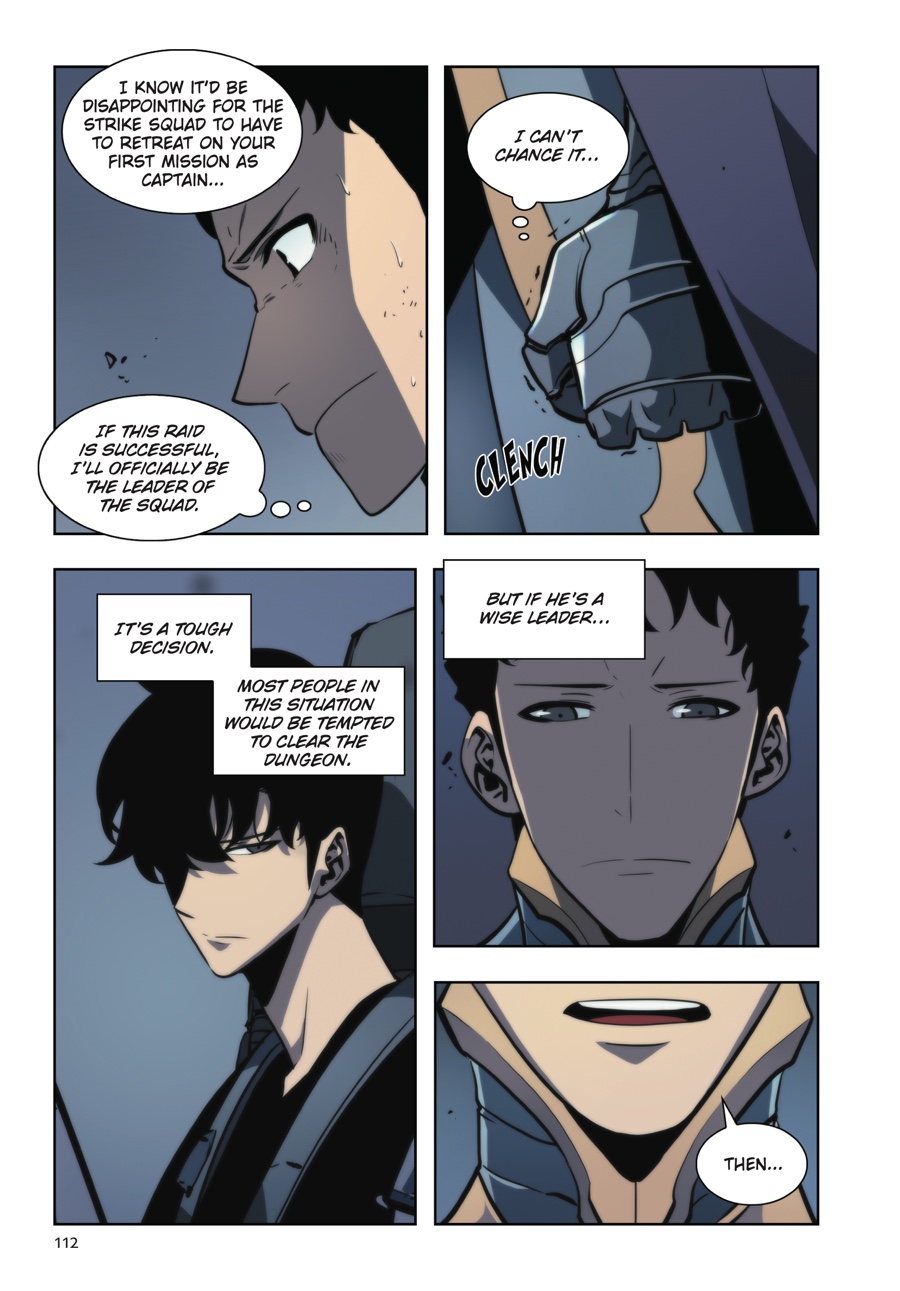 I KNOW IT'D BE
DISAPPOINTING FOR THE
STRIKE SQUAD TO HAVE
TO RETREAT ON YOUR
FIRST MISSION AS
CAPTAIN...
IF THIS RAID
IS SUCCESSFUL,
I'LL OFFICIALLY BE
THE LEADER OF
THE SQUAD.
I CAN'T
CHANCE IT...
CLENCH
IT'S A TOUGH
DECISION.
MOST PEOPLE IN
THIS SITUATION
WOULD BE TEMPTED
TO CLEAR THE
DUNGEON.
BUT IF HE'S A
WISE LEADER...
THEN...
112